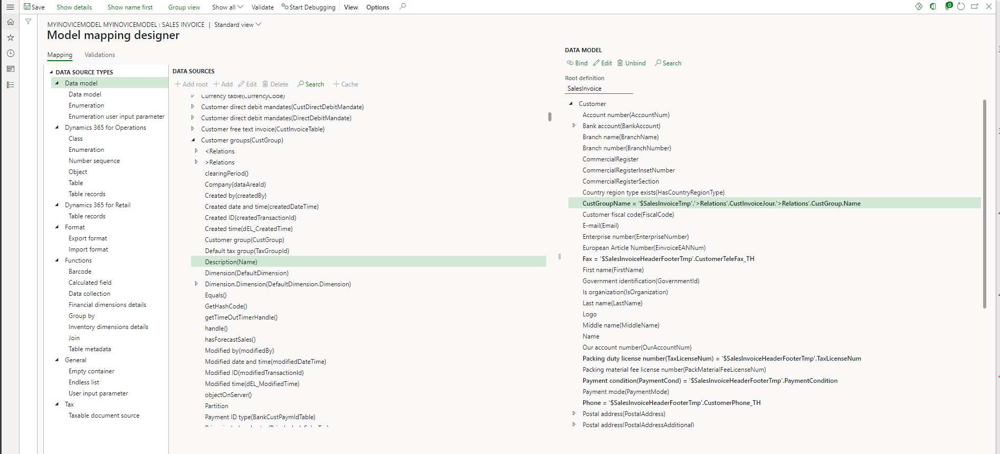 Save Show details Show name first Group view Show all Validate Start Debugging View Options 0
MYINOVICEMODEL MYINOVICEMODEL : SALES INVOICE | Standard view
Model mapping designer
Mapping Validations
DATA SOURCE TYPES
Data model
Data model
Enumeration
Enumeration user input parameter
Dynamics 365 for Operations
Class
Enumeration
Number sequence
Object
Table
Table records
Dynamics 365 for Retail
Table records
Format
Export format
Import format
Functions
Barcode
Calculated field
Data collection
Financial dimensions details
Group by
Inventory dimensions details
Join
Table metadata
General
Empty container
Endless list
User input parameter
Tax
Taxable document source
DATA SOURCES
Add root Add Edit Delete Search Cache
Currency table(CurrencyCode)
Customer direct debit mandates(CustDirectDebitMandate)
Customer direct debit mandates(DirectDebitMandate)
Customer free text invoice(CustInvoiceTable)
Customer groups(CustGroup)
<Relations
>Relations
clearingPeriod()
Company(dataAreaId)
Created by(createdBy)
Created date and time(createdDateTime)
Created ID(createdTransactionId)
Created time(dEL_CreatedTime)
Customer group(CustGroup)
Default tax group(TaxGroupId)
Description(Name)
Dimension(DefaultDimension)
Dimension.Dimension(DefaultDimension.Dimension)
Equals()
GetHashCode()
getTimeOutTimerHandle()
handle()
hasForecastSales()
Modified by(modifiedBy)
Modified date and time(modifiedDateTime)
Modified ID(modifiedTransactionId)
Modified time(dEL_ModifiedTime)
objectOnServer()
Partition
Payment ID type(BankCustPaymIdTable)
DATA MODEL
Bind Edit Unbind Search
Root definition
SalesInvoice
Customer
Account number(AccountNum)
Bank account(BankAccount)
Branch name(BranchName)
Branch number(BranchNumber)
CommercialRegister
CommercialRegisterInsetNumber
CommercialRegisterSection
Country region type exists(HasCountryRegionType)
CustGroupName = '$SalesInvoiceTmp'.'>Relations'.CustInvoiceJour.'>Relations'.CustGroup.Name
Customer fiscal code(FiscalCode)
E-mail(Email)
Enterprise number(EnterpriseNumber)
European Article Number(EinvoiceEANNum)
Fax = '$SalesInvoiceHeaderFooterTmp'.CustomerTeleFax_TH
First name(FirstName)
Government identification(GovernmentId)
Is organization(IsOrganization)
Last name(LastName)
Logo
Middle name(MiddleName)
Name
Our account number(OurAccountNum)
Packing duty license number(TaxLicenseNum) = '$SalesInvoiceHeaderFooterTmp'.TaxLicenseNum
Packing material fee license number(PackMaterialFeeLicenseNum)
Payment condition(PaymentCond) = '$SalesInvoiceHeaderFooterTmp'.PaymentCondition
Payment mode(PaymentMode)
Phone = '$SalesInvoiceHeaderFooterTmp'.CustomerPhone_TH
Postal address(PostalAddress)
Postal address(PostalAddressAdditional)